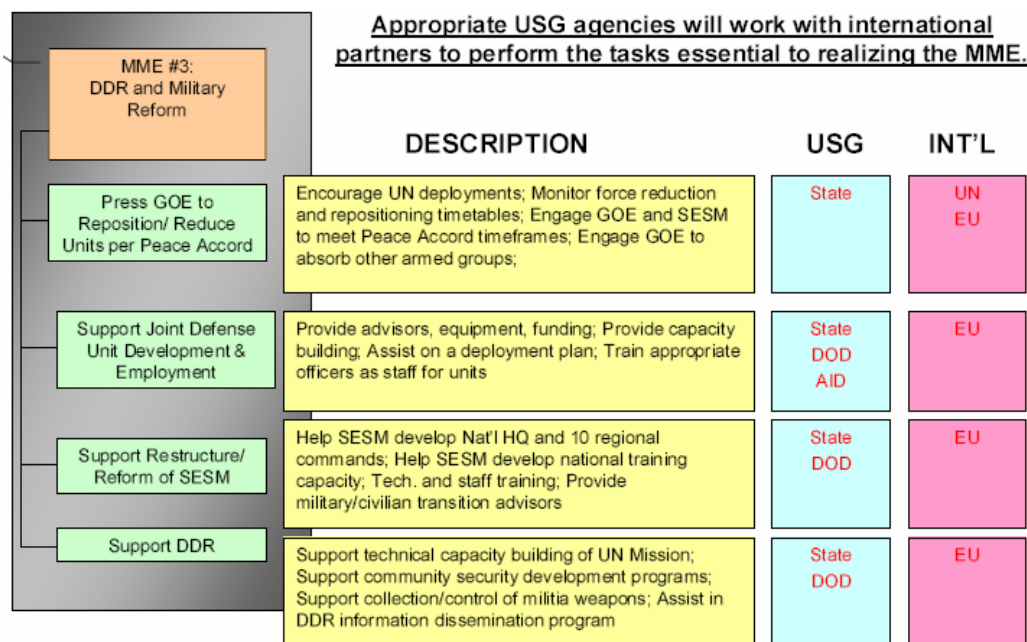 Appropriate USG agencies will work with international
partners to perform the tasks essential to realizing the MME.
MME #3:
DDR and Military
Reform
DESCRIPTION
USG
INT'L
Press GOE to
Reposition/ Reduce
Units per Peace Accord
Encourage UN deployments; Monitor force reduction
and repositioning timetables; Engage GOE and SESM
to meet Peace Accord timeframes; Engage GOE to
absorb other armed groups;
State
UN
EU
Support Joint Defense
Unit Development &
Employment
Provide advisors, equipment, funding; Provide capacity
building; Assist on a deployment plan; Train appropriate
officers as staff for units
State
DOD
AID
EU
Support Restructure/
Reform of SESM
Help SESM develop Nat'l HQ and 10 regional
commands; Help SESM develop national training
capacity; Tech. and staff training; Provide
military/civilian transition advisors
State
DOD
EU
Support DDR
Support technical capacity building of UN Mission;
Support community security development programs;
Support collection/control of militia weapons; Assist in
DDR information dissemination program
State
DOD
EU